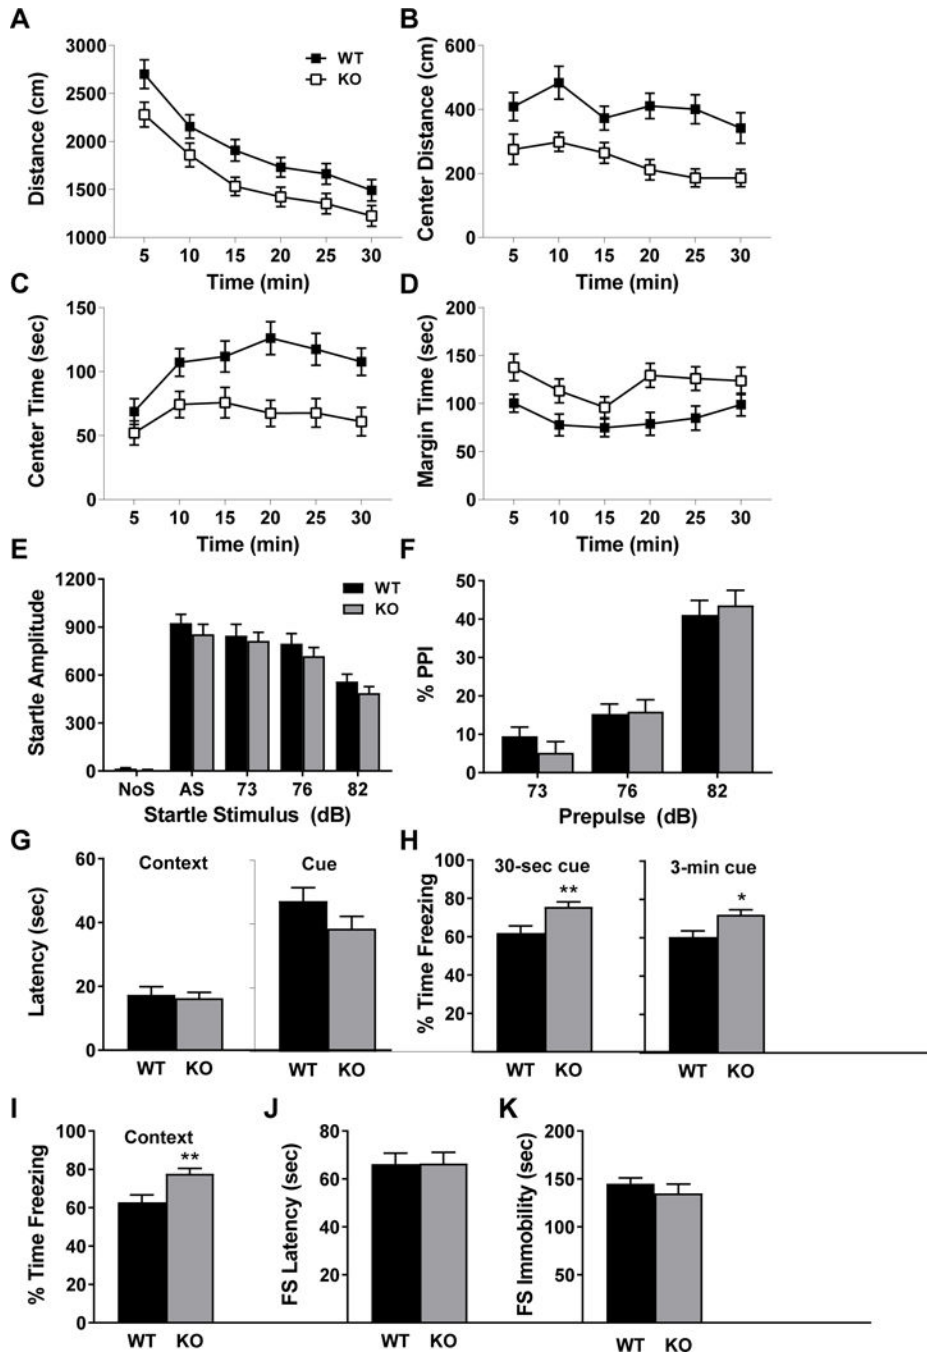 A
Distance (cm)
3000
2500
2000
1500
1000
WT
KO
5 10 15 20 25 30
Time (min)
B
Center Distance (cm)
600
400
200
0
5 10 15 20 25 30
Time (min)
C
Center Time (sec)
150
100
50
0
5 10 15 20 25 30
Time (min)
D
Margin Time (sec)
200
150
100
50
0
5 10 15 20 25 30
Time (min)
E
Startle Amplitude
1200
900
600
300
0
WT
KO
NoS AS 73 76 82
Startle Stimulus (dB)
F
% PPI
50
40
30
20
10
0
73 76 82
Prepulse (dB)
G
Latency (sec)
60
40
20
0
Context
Cue
WT KO
WT KO
H
% Time Freezing
100
80
60
40
20
30-sec cue
**
3-min cue
*
WT KO
WT KO
I
% Time Freezing
100
80
60
40
20
0
Context
**
WT KO
J
FS Latency (sec)
80
60
40
20
WT KO
K
FS Immobility (sec)
200
150
100
50
WT KO